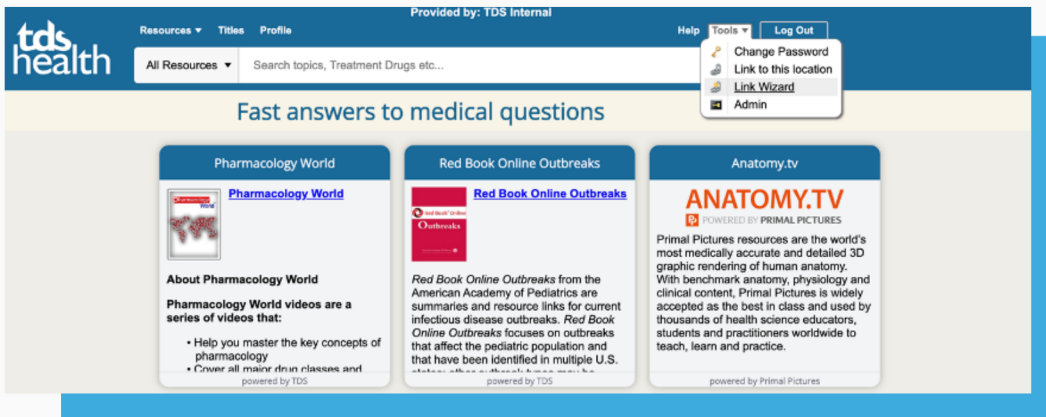 Provided by: TDS Internal
tds
health
Resources ▼ Titles Profile
Help Tools ▼ Log Out
All Resources ▼ Search topics, Treatment Drugs etc...
Change Password
Link to this location
Link Wizard
Admin
Fast answers to medical questions
Pharmacology World
Pharmacology World
About Pharmacology World
Pharmacology World videos are a
series of videos that:
• Help you master the key concepts of
pharmacology
• Cover all major drug classes and
powered by TDS
Red Book Online Outbreaks
Red Book Online
Outbreaks
Red Book Online Outbreaks
Red Book Online Outbreaks from the
American Academy of Pediatrics are
summaries and resource links for current
infectious disease outbreaks. Red Book
Online Outbreaks focuses on outbreaks
that affect the pediatric population and
that have been identified in multiple U.S.
powered by TDS
Anatomy.tv
ANATOMY.TV
POWERED BY PRIMAL PICTURES
Primal Pictures resources are the world's
most medically accurate and detailed 3D
graphic rendering of human anatomy.
With benchmark anatomy, physiology and
clinical content, Primal Pictures is widely
accepted as the best in class and used by
thousands of health science educators,
students and practitioners worldwide to
teach, learn and practice.
powered by Primal Pictures